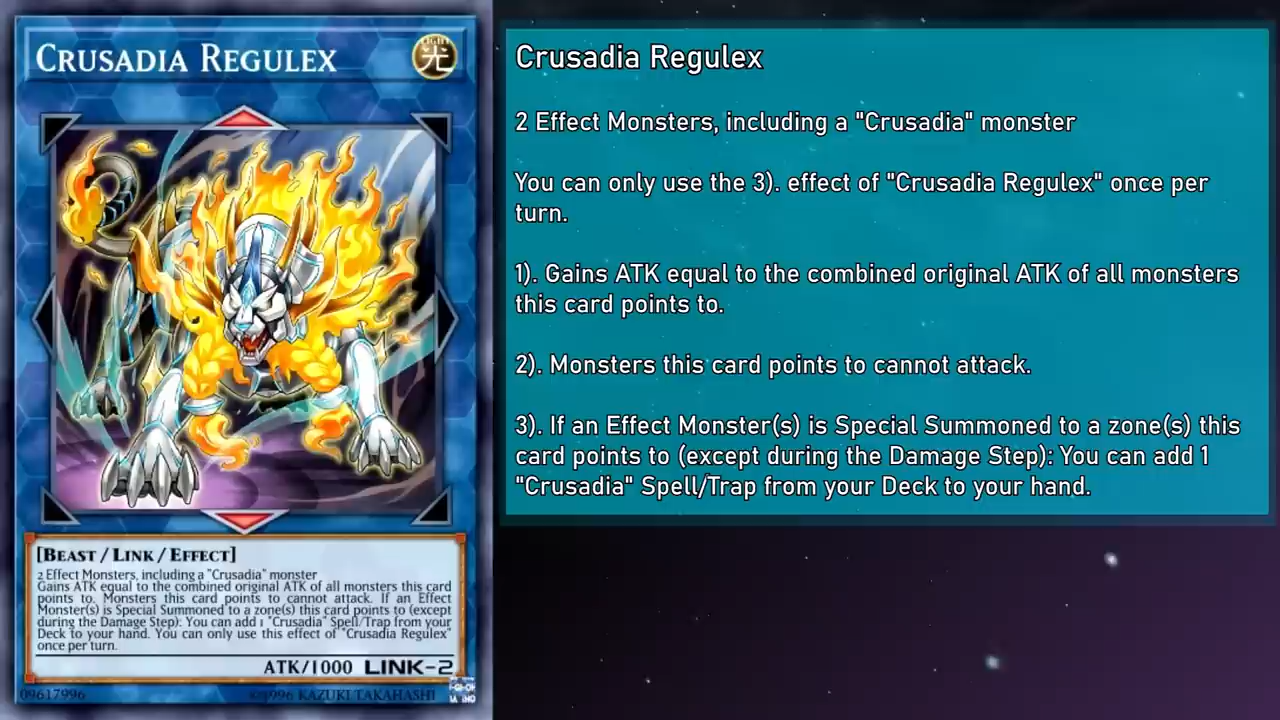 CRUSADIA REGULEX
LIGHT
光
[BEAST / LINK / EFFECT]
2 Effect Monsters, including a "Crusadia" monster
Gains ATK equal to the combined original ATK of all monsters this card
points to. Monsters this card points to cannot attack. If an Effect
Monster(s) is Special Summoned to a zone(s) this card points to (except
during the Damage Step): You can add 1 "Crusadia" Spell/Trap from your
Deck to your hand. You can only use this effect of "Crusadia Regulex"
once per turn.
ATK/1000 LINK-2
09617996 ©1996 KAZUKI TAKAHASHI
Crusadia Regulex
2 Effect Monsters, including a "Crusadia" monster
You can only use the 3). effect of "Crusadia Regulex" once per
turn.
1). Gains ATK equal to the combined original ATK of all monsters
this card points to.
2). Monsters this card points to cannot attack.
3). If an Effect Monster(s) is Special Summoned to a zone(s) this
card points to (except during the Damage Step): You can add 1
"Crusadia" Spell/Trap from your Deck to your hand.